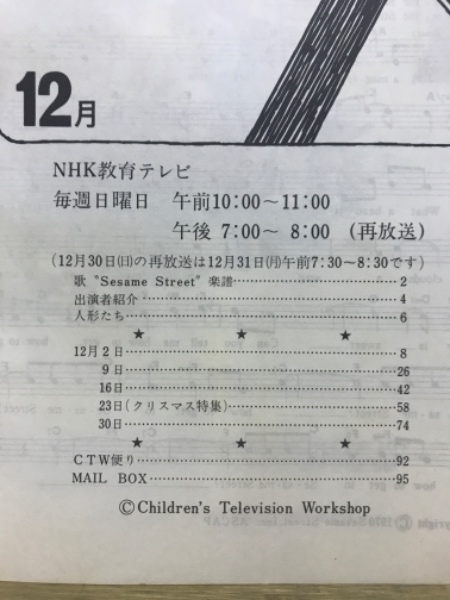 12月
NHK教育テレビ
毎週日曜日 午前10:00〜11:00
午後 7:00〜 8:00 (再放送)
(12月30日(日)の再放送は12月31日(月)午前7:30〜8:30です)
歌〝Sesame Street〞楽譜……………………2
出演者紹介……………………4
人形たち……………………6
★ ★ ★
12月2日……………………8
9日……………………26
16日……………………42
23日(クリスマス特集)……………………58
30日……………………74
★ ★ ★
CTW便り……………………92
MAIL BOX……………………95
©Children's Television Workshop